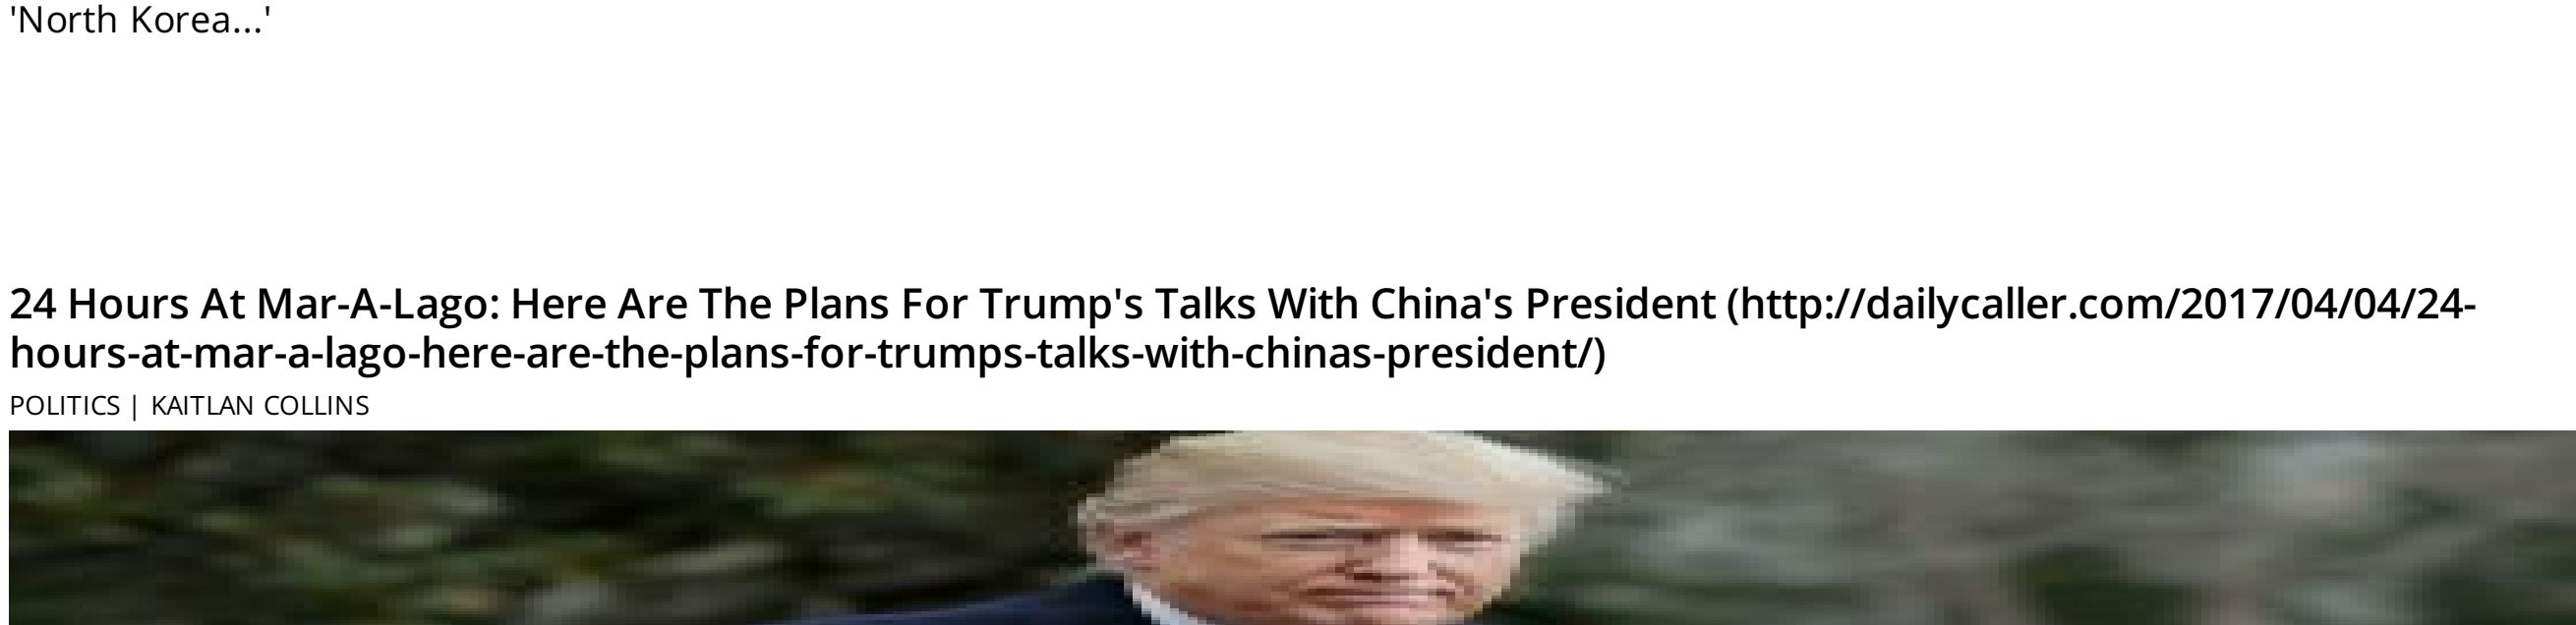 'North Korea...'
24 Hours At Mar-A-Lago: Here Are The Plans For Trump's Talks With China's President (http://dailycaller.com/2017/04/04/24-
hours-at-mar-a-lago-here-are-the-plans-for-trumps-talks-with-chinas-president/)
POLITICS | KAITLAN COLLINS